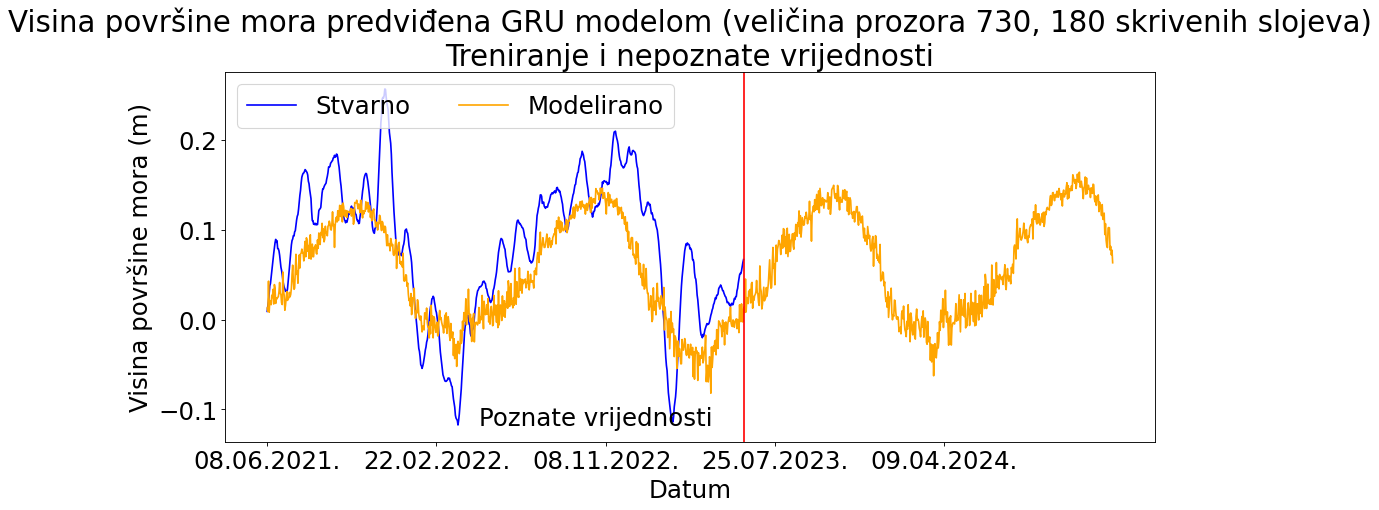 Visina površine mora predviđena GRU modelom (veličina prozora 730, 180 skrivenih slojeva)
Treniranje i nepoznate vrijednosti
Stvarno
Modelirano
Visina površine mora (m)
0.2
0.1
0.0
−0.1
Poznate vrijednosti
08.06.2021.
22.02.2022.
08.11.2022.
25.07.2023.
09.04.2024.
Datum